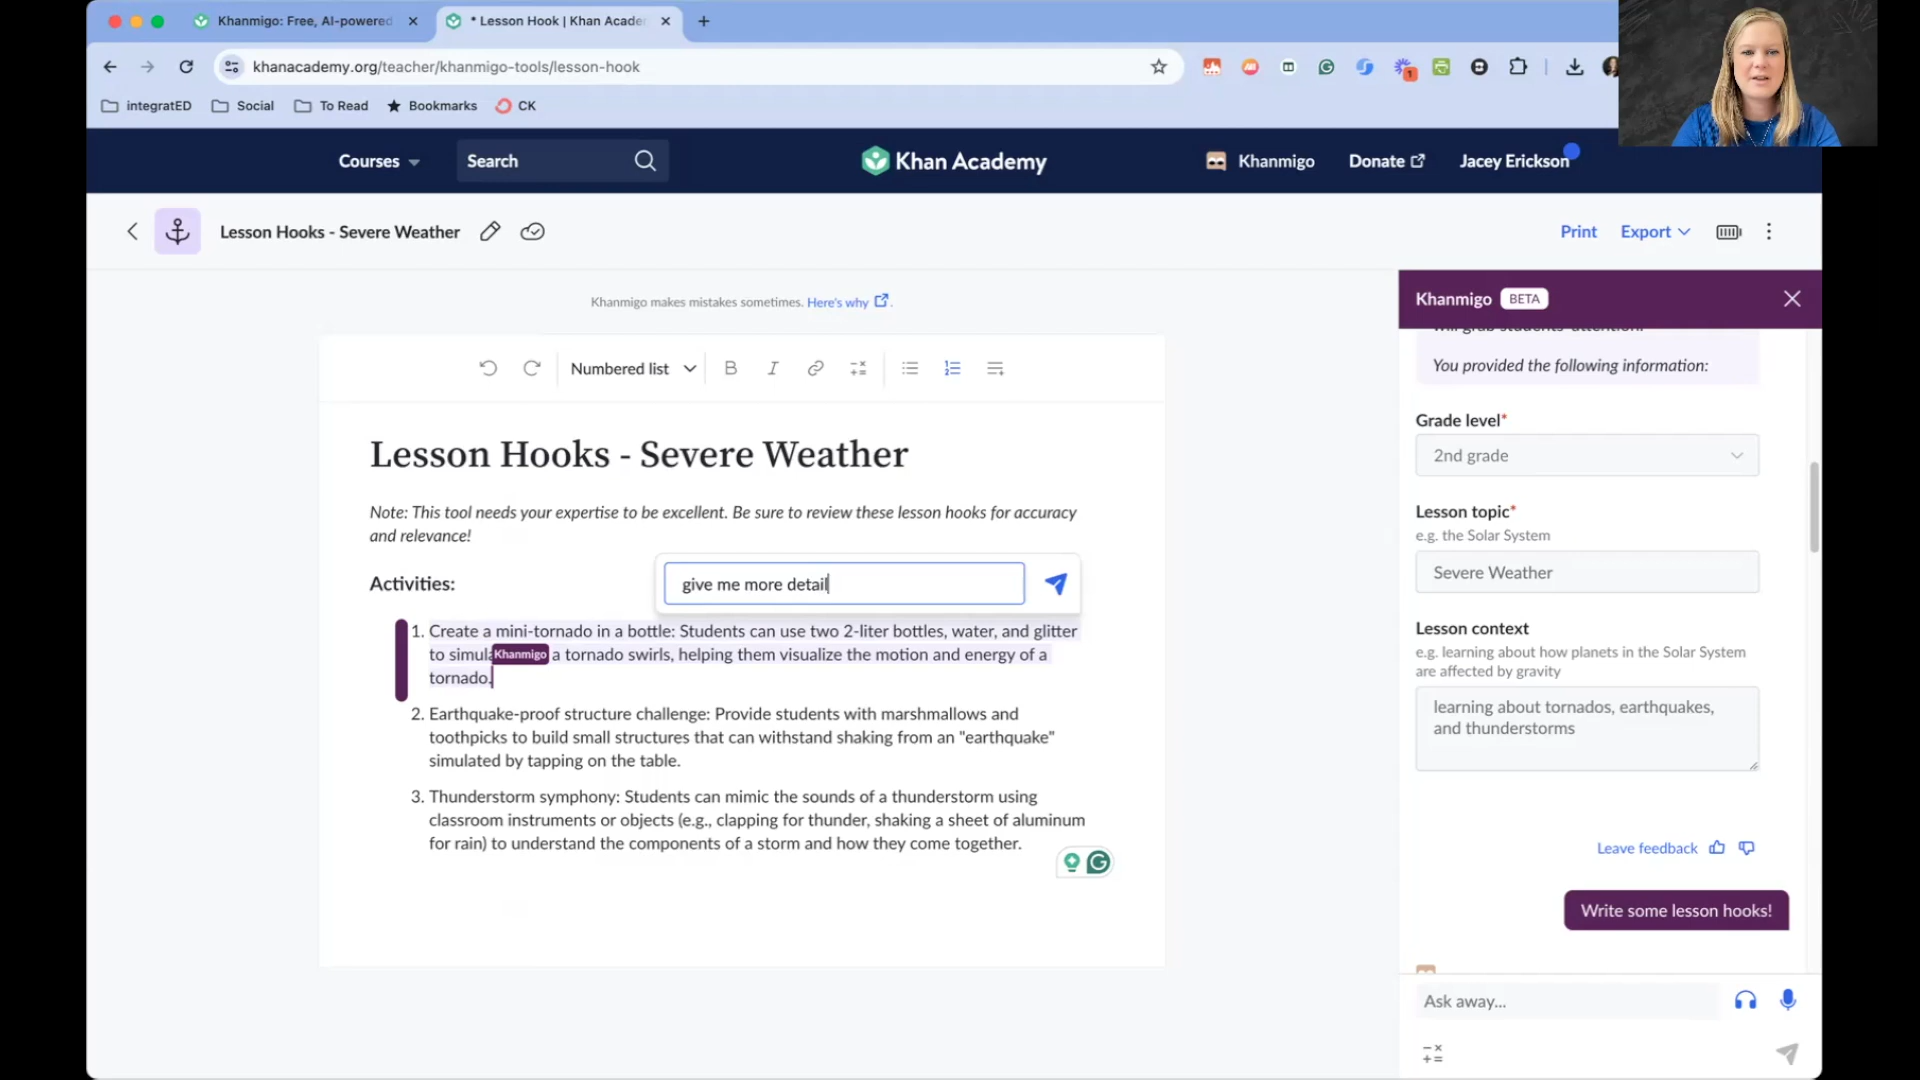 Khanmigo: Free, AI-powered
* Lesson Hook | Khan Acade
khanacademy.org/teacher/khanmigo-tools/lesson-hook
1
integratED
Social
To Read
Bookmarks
CK
Courses
Search
Khan Academy
Khanmigo
Donate
Jacey Erickson
Lesson Hooks - Severe Weather
Print
Export
Khanmigo makes mistakes sometimes. Here's why .
Numbered list
B
I
Lesson Hooks - Severe Weather
Note: This tool needs your expertise to be excellent. Be sure to review these lesson hooks for accuracy
and relevance!
Activities:
give me more detail
1. Create a mini-tornado in a bottle: Students can use two 2-liter bottles, water, and glitter
to simula Khanmigo a tornado swirls, helping them visualize the motion and energy of a
tornado.
2. Earthquake-proof structure challenge: Provide students with marshmallows and
toothpicks to build small structures that can withstand shaking from an "earthquake"
simulated by tapping on the table.
3. Thunderstorm symphony: Students can mimic the sounds of a thunderstorm using
classroom instruments or objects (e.g., clapping for thunder, shaking a sheet of aluminum
for rain) to understand the components of a storm and how they come together.
Khanmigo BETA
will grab students' attention.
You provided the following information:
Grade level*
2nd grade
Lesson topic*
e.g. the Solar System
Severe Weather
Lesson context
e.g. learning about how planets in the Solar System
are affected by gravity
learning about tornados, earthquakes,
and thunderstorms
Leave feedback
Write some lesson hooks!
Ask away...